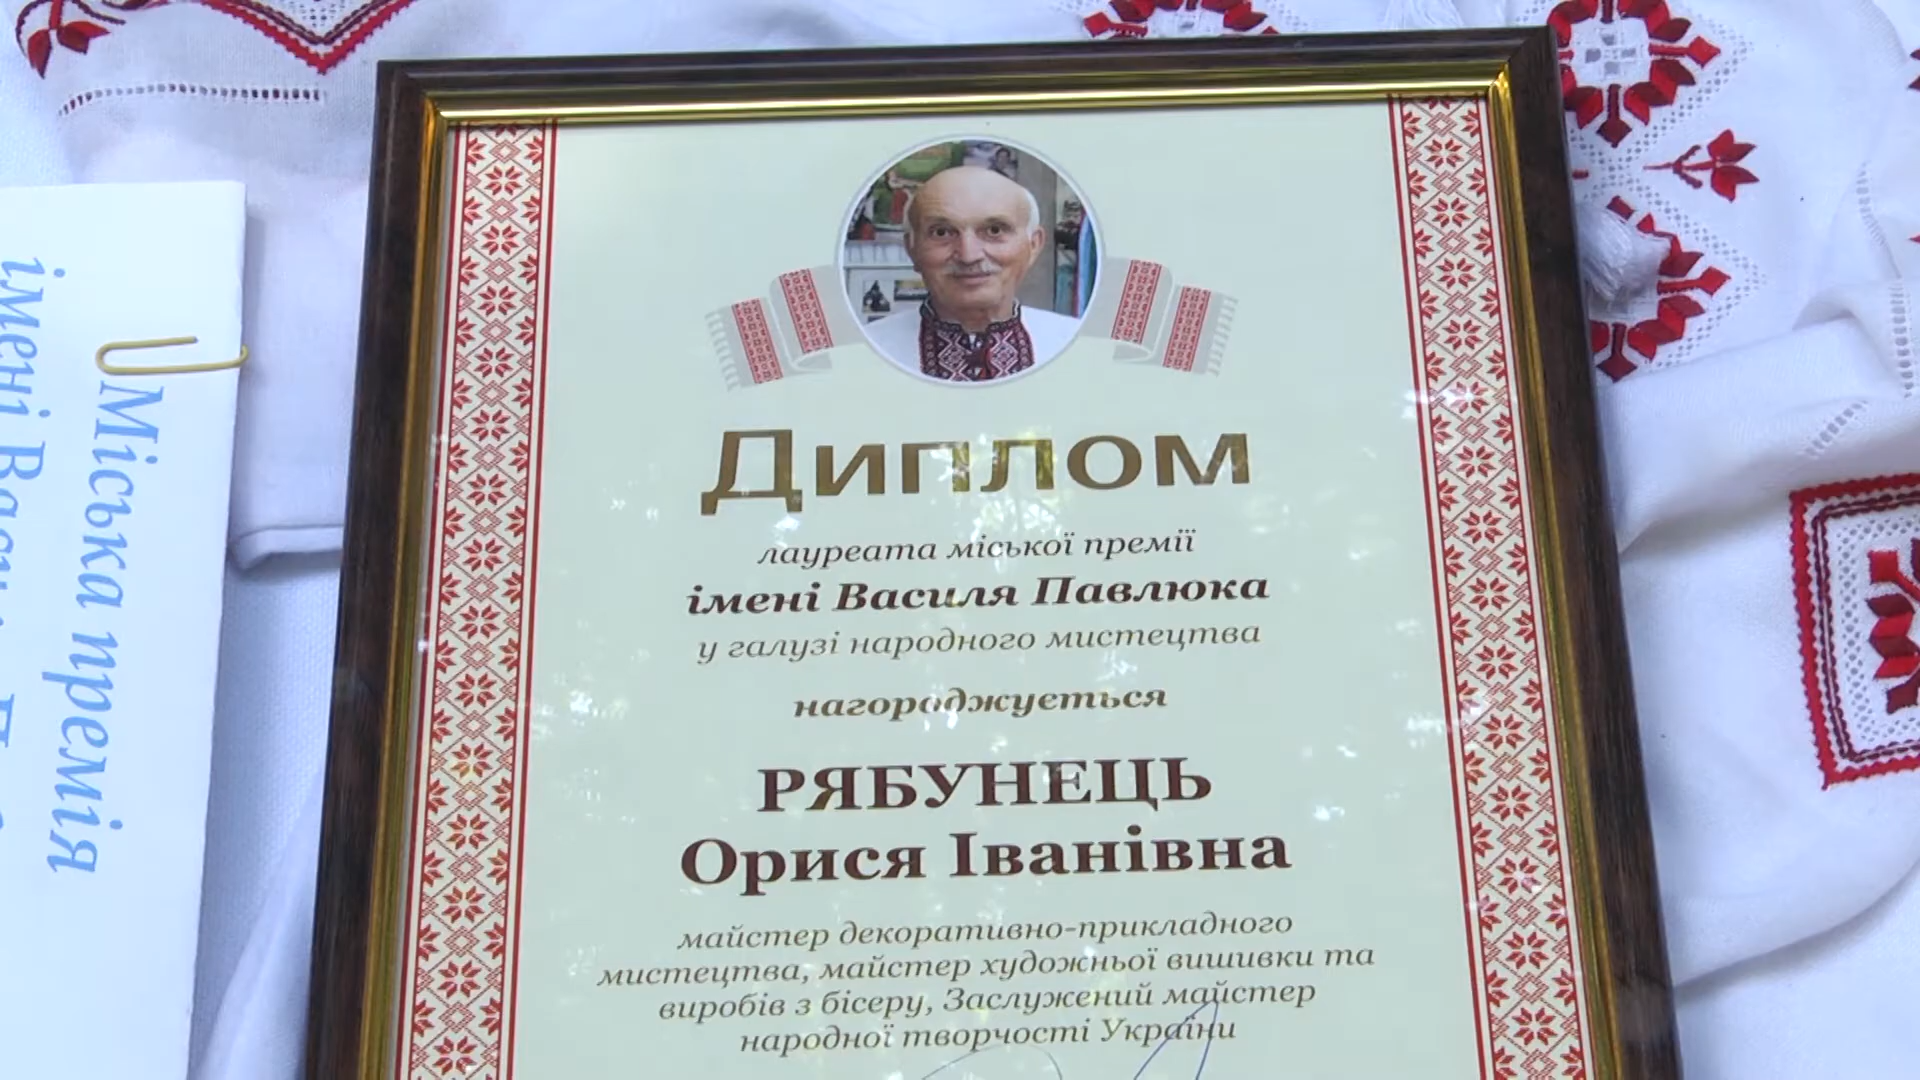 Міська премія
імені
Диплом
лауреата міської премії
імені Василя Павлюка
у галузі народного мистецтва
нагороджується
РЯБУНЕЦЬ
Орися Іванівна
майстер декоративно-прикладного
мистецтва, майстер художньої вишивки та
виробів з бісеру, Заслужений майстер
народної творчості України